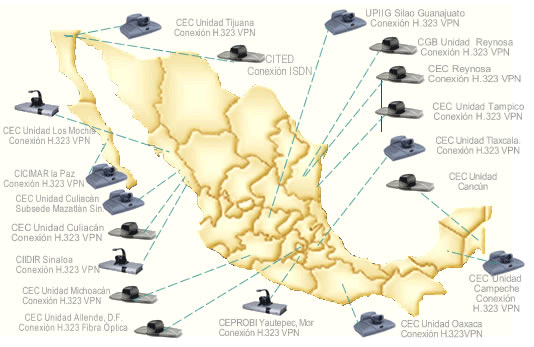 CEC Unidad Tijuana
Conexión H.323 VPN
CITED
Conexión ISDN
UPIIG Silao Guanajuato
Conexión H.323 VPN
CGB Unidad Reynosa
Conexión H.323 VPN
CEC Reynosa
Conexión H.323 VPN
CEC Unidad Tampico
Conexión H.323 VPN
CEC Unidad Tlaxcala.
Conexión H.323 VPN
CEC Unidad
Cancún
CEC Unidad Los Mochis
Conexión H.323 VPN
CICIMAR la Paz
Conexión H.323 VPN
CEC Unidad Culiacán
Subsede Mazatlán Sin.
CEC Unidad Culiacán
Conexión H.323 VPN
CIIDIR Sinaloa
Conexión H.323 VPN
CEC Unidad Michoacán
Conexión H.323 VPN
CEC Unidad Allende, D.F.
Conexión H.323 Fibra Óptica
CEPROBI Yautepec, Mor
Conexión H.323 VPN
CEC Unidad Oaxaca
Conexión H.323VPN
CEC Unidad
Campeche
Conexión
H.323 VPN